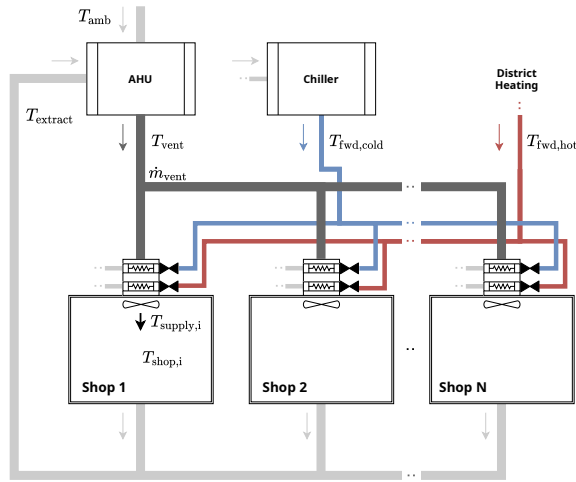 T_amb
AHU
Chiller
District
Heating
T_extract
T_vent
T_fwd,cold
T_fwd,hot
ṁ_vent
T_supply,i
T_shop,i
Shop 1
Shop 2
Shop N